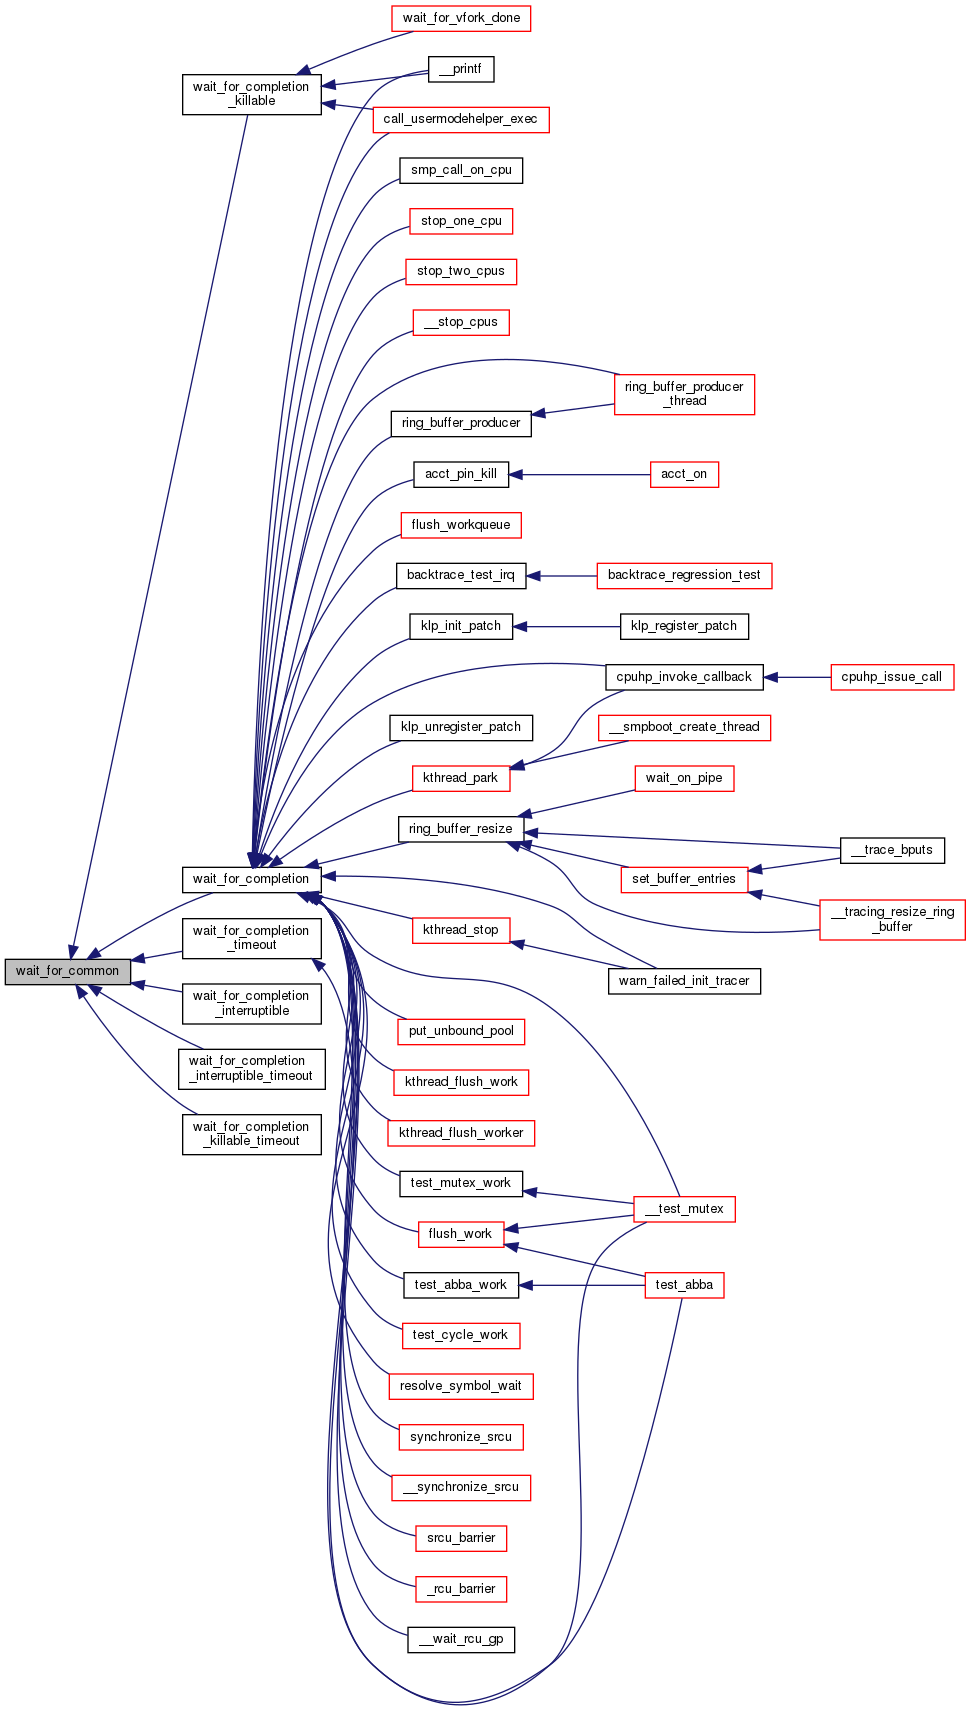 wait_for_vfork_done
__printf
wait_for_completion
_killable
call_usermodehelper_exec
smp_call_on_cpu
stop_one_cpu
stop_two_cpus
__stop_cpus
ring_buffer_producer
_thread
ring_buffer_producer
acct_pin_kill
acct_on
flush_workqueue
backtrace_test_irq
backtrace_regression_test
klp_init_patch
klp_register_patch
cpuhp_invoke_callback
cpuhp_issue_call
klp_unregister_patch
__smpboot_create_thread
kthread_park
wait_on_pipe
ring_buffer_resize
__trace_bputs
wait_for_completion
set_buffer_entries
__tracing_resize_ring
_buffer
wait_for_completion
_timeout
kthread_stop
wait_for_common
warn_failed_init_tracer
wait_for_completion
_interruptible
put_unbound_pool
wait_for_completion
_interruptible_timeout
kthread_flush_work
wait_for_completion
_killable_timeout
kthread_flush_worker
test_mutex_work
__test_mutex
flush_work
test_abba_work
test_abba
test_cycle_work
resolve_symbol_wait
synchronize_srcu
__synchronize_srcu
srcu_barrier
_rcu_barrier
__wait_rcu_gp